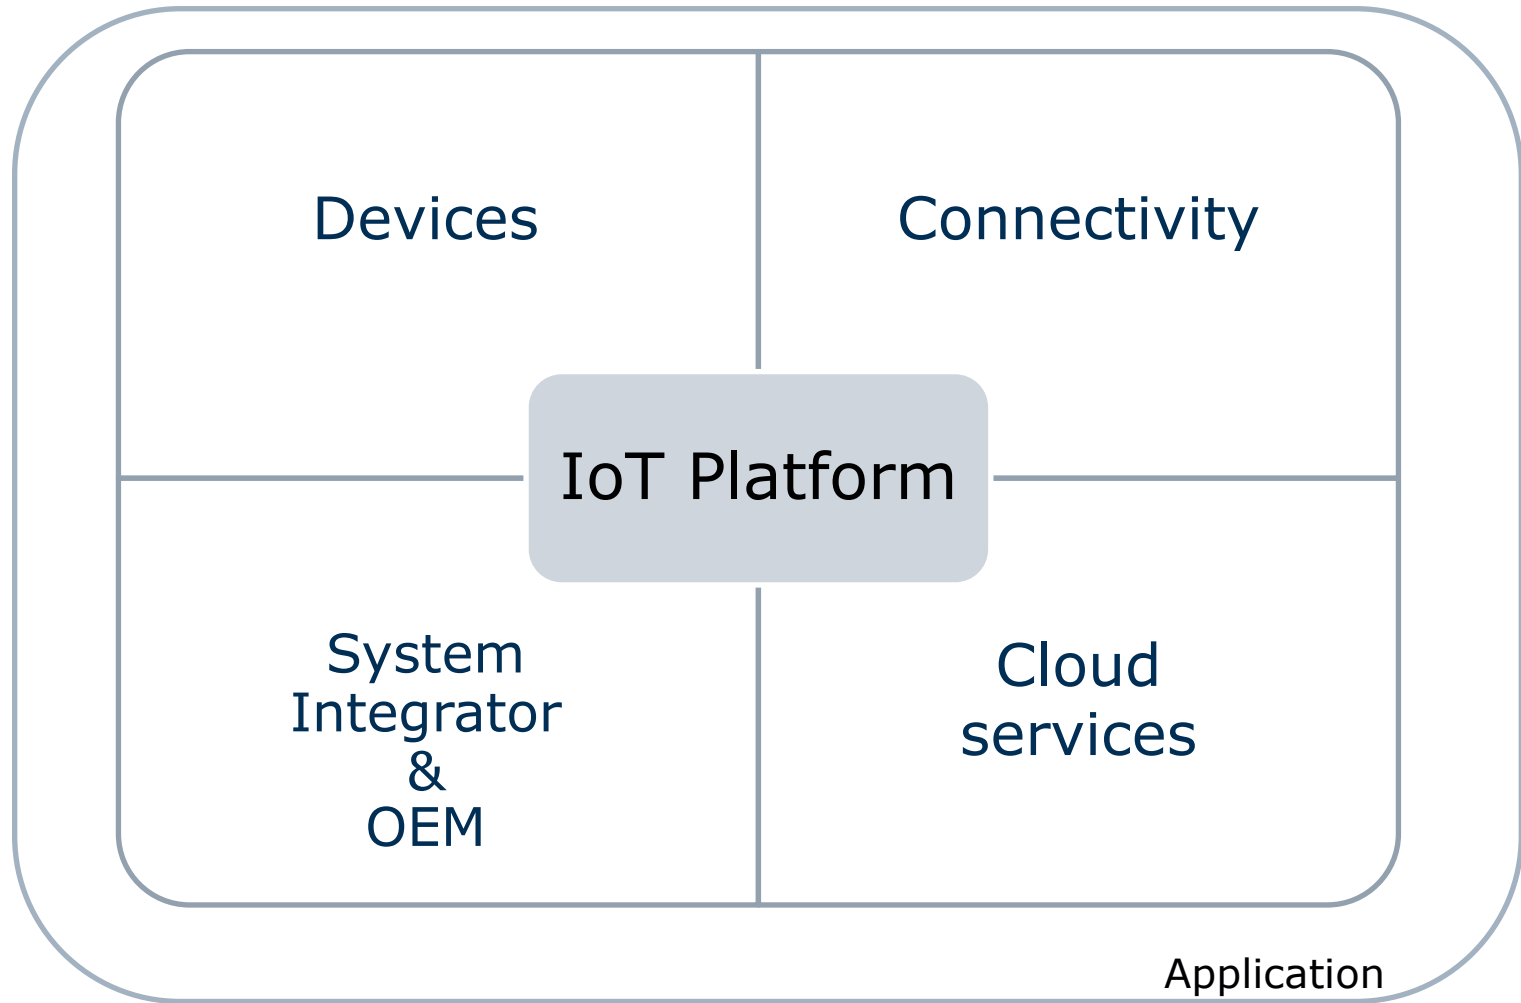 Devices
Connectivity
IoT Platform
System
Integrator
&
OEM
Cloud
services
Application